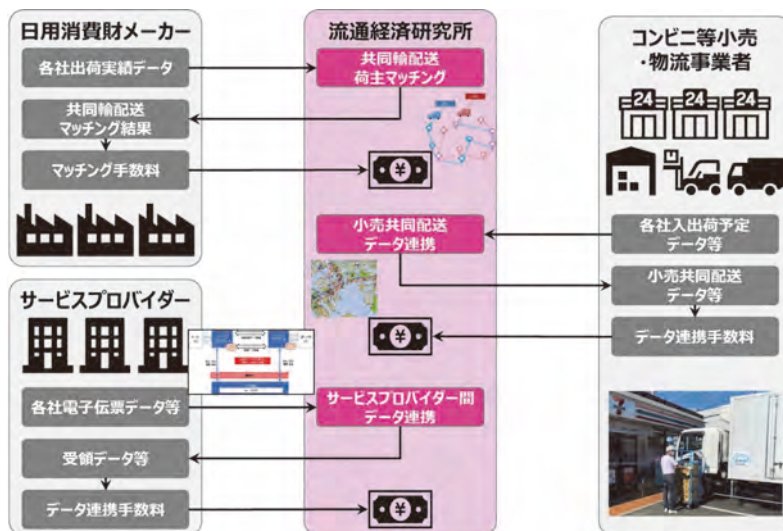 日用消費財メーカー
各社出荷実績データ
共同輸配送
マッチング結果
マッチング手数料
サービスプロバイダー
各社電子伝票データ等
受領データ等
データ連携手数料
流通経済研究所
共同輸配送
荷主マッチング
¥
小売共同配送
データ連携
¥
サービスプロバイダー間
データ連携
¥
コンビニ等小売
・物流事業者
24 24 24
各社入出荷予定
データ等
小売共同配送
データ等
データ連携手数料